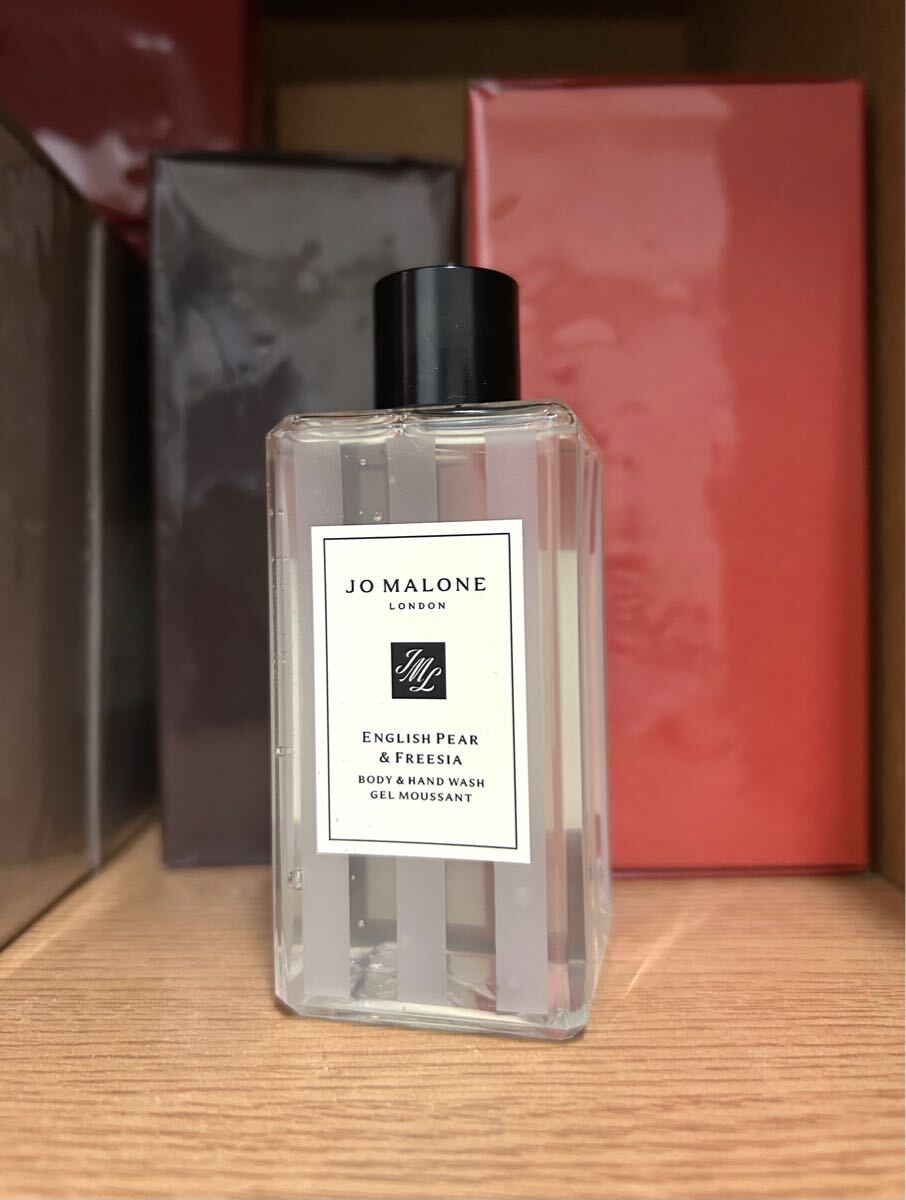 JO MALONE
LONDON
JML
ENGLISH PEAR
& FREESIA
BODY & HAND WASH
GEL MOUSSANT